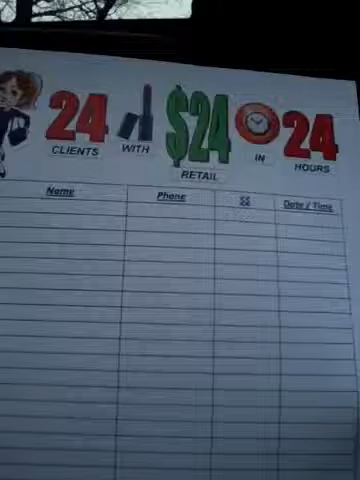 24 $24 24
CLIENTS WITH RETAIL IN HOURS
Name Phone $$ Date / Time